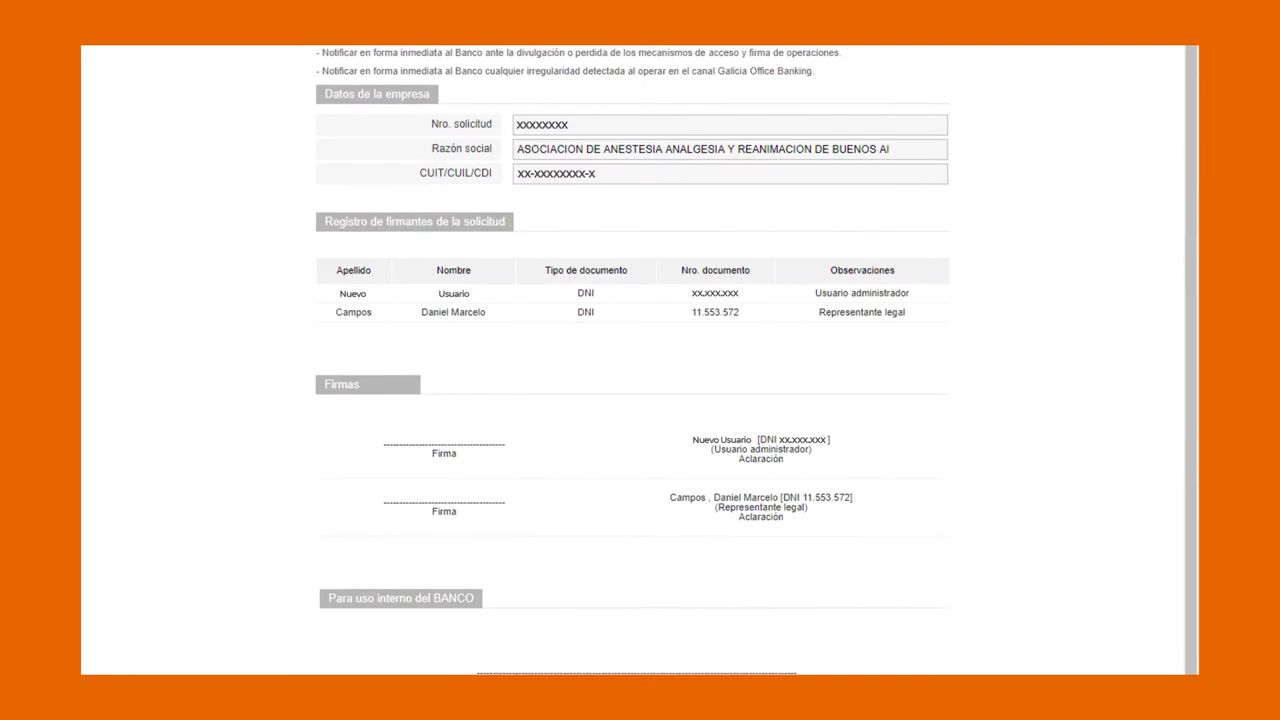 - Notificar en forma inmediata al Banco ante la divulgación o perdida de los mecanismos de acceso y firma de operaciones.
- Notificar en forma inmediata al Banco cualquier irregularidad detectada al operar en el canal Galicia Office Banking.
Datos de la empresa
Nro. solicitud XXXXXXXX
Razón social ASOCIACION DE ANESTESIA ANALGESIA Y REANIMACION DE BUENOS AI
CUIT/CUIL/CDI XX-XXXXXXXX-X
Registro de firmantes de la solicitud
Apellido Nombre Tipo de documento Nro. documento Observaciones
Nuevo Usuario DNI xx.xxx.xxx Usuario administrador
Campos Daniel Marcelo DNI 11.553.572 Representante legal
Firmas
Nuevo Usuario [DNI xx.xxx.xxx ]
(Usuario administrador)
Firma Aclaración
Campos , Daniel Marcelo [DNI 11.553.572]
(Representante legal)
Firma Aclaración
Para uso interno del BANCO